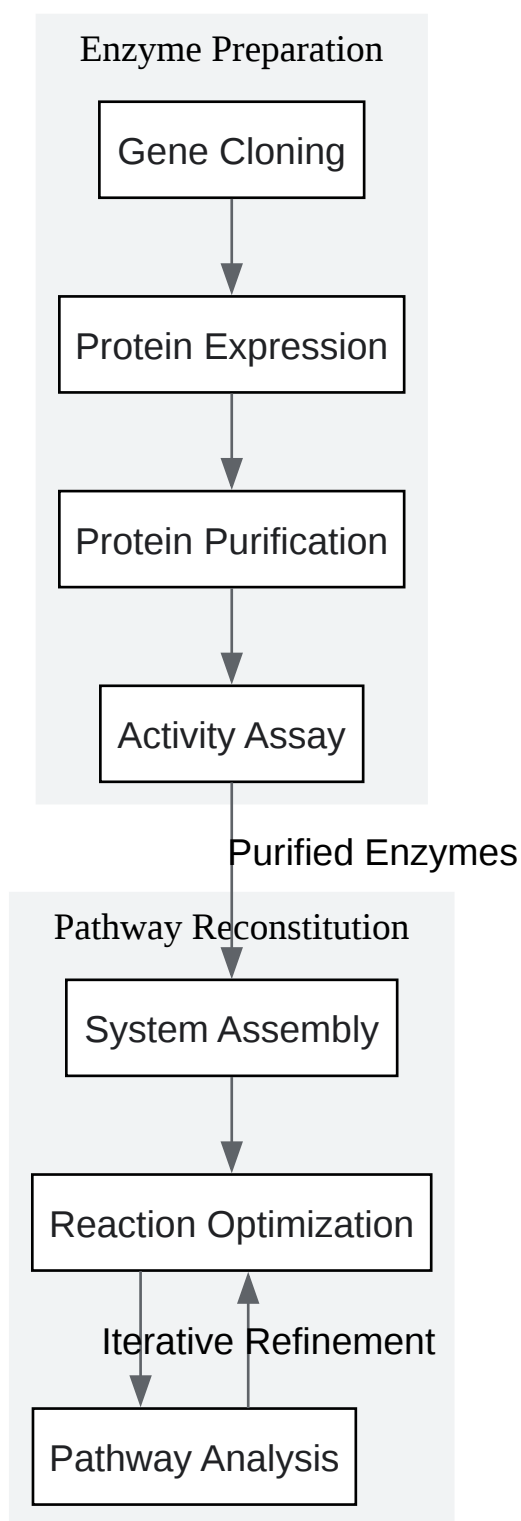 Enzyme Preparation
Gene Cloning
Protein Expression
Protein Purification
Activity Assay
Purified Enzymes
Pathway Reconstitution
System Assembly
Reaction Optimization
Iterative Refinement
Pathway Analysis